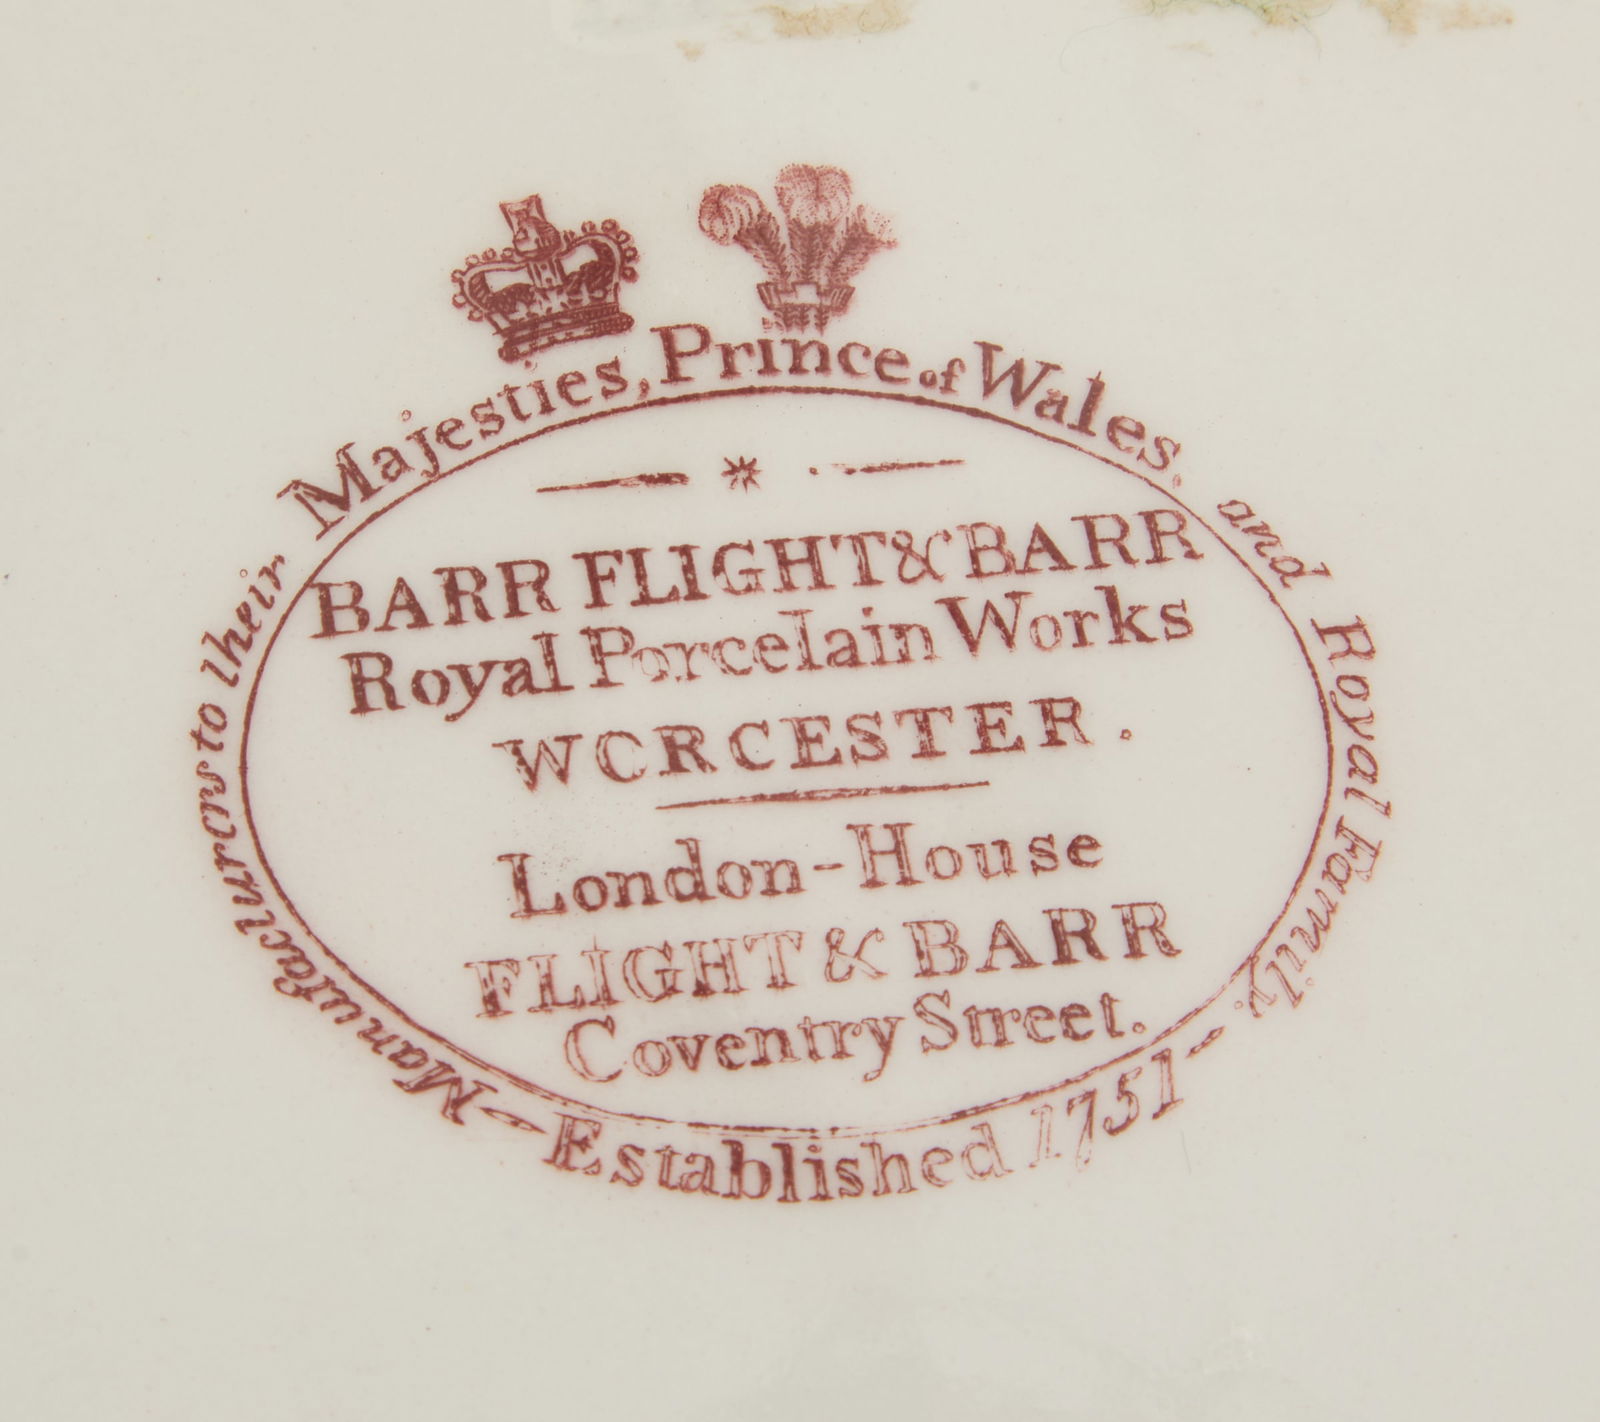 Manufacturers to their Majesties, Prince of Wales, and Royal Family.
BARR FLIGHT & BARR
Royal Porcelain Works
WORCESTER.
London-House
FLIGHT & BARR
Coventry Street.
- Established 1751 -